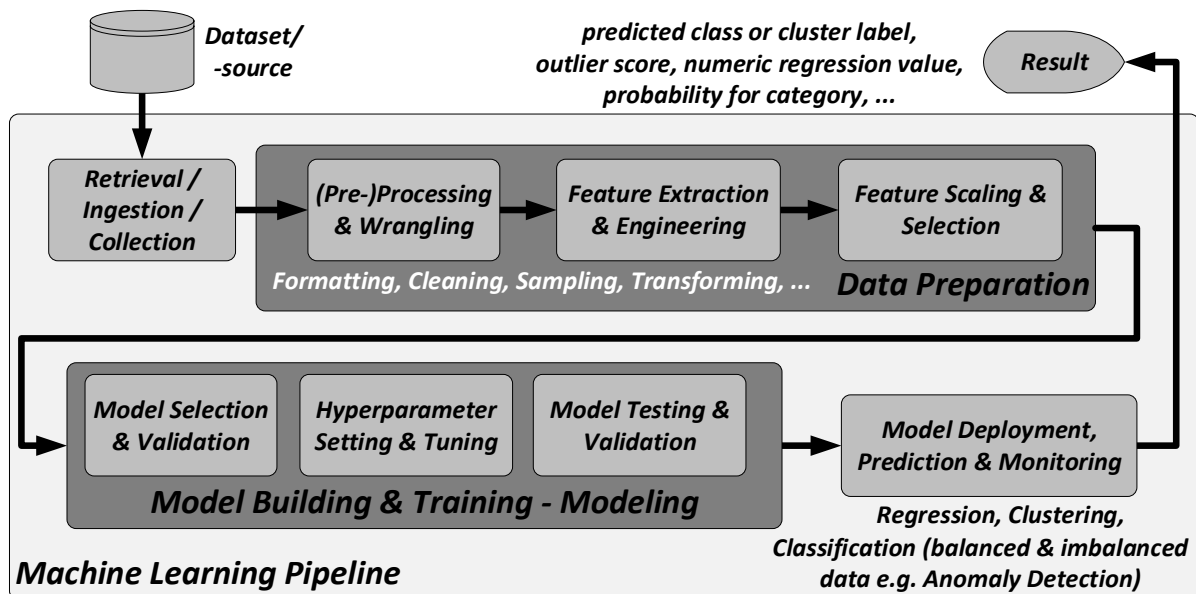 Dataset/
-source
predicted class or cluster label,
outlier score, numeric regression value,
probability for category, ...
Result
Retrieval /
Ingestion /
Collection
(Pre-)Processing
& Wrangling
Feature Extraction
& Engineering
Feature Scaling &
Selection
Formatting, Cleaning, Sampling, Transforming, ...
Data Preparation
Model Selection
& Validation
Hyperparameter
Setting & Tuning
Model Testing &
Validation
Model Building & Training - Modeling
Model Deployment,
Prediction & Monitoring
Regression, Clustering,
Classification (balanced & imbalanced
data e.g. Anomaly Detection)
Machine Learning Pipeline